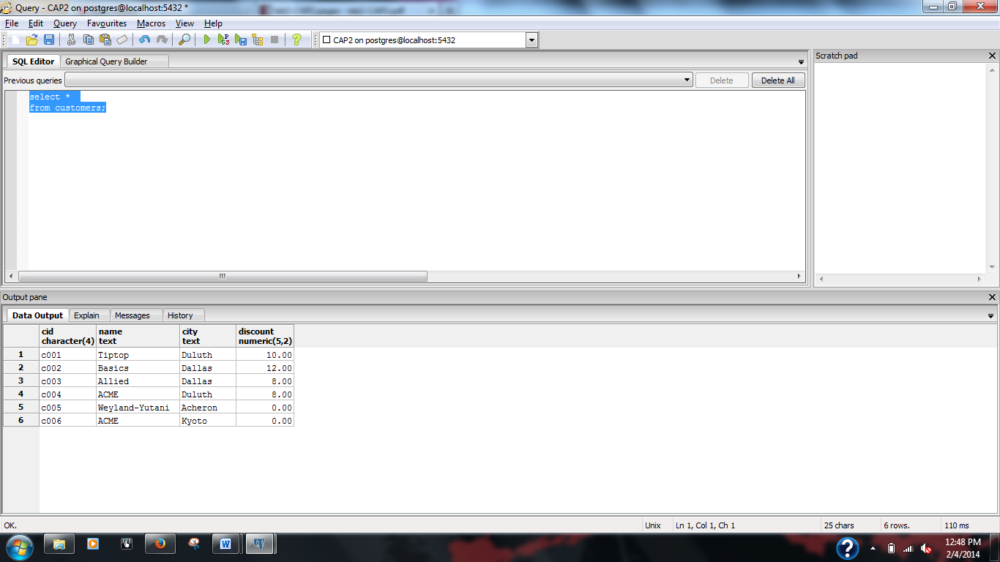 Query - CAP2 on postgres@localhost:5432 *
File Edit Query Favourites Macros View Help
CAP2 on postgres@localhost:5432
SQL Editor Graphical Query Builder
Scratch pad
Previous queries Delete Delete All
select *
from customers;
Output pane
Data Output Explain Messages History
cid name city discount
character(4) text text numeric(5,2)
1 c001 Tiptop Duluth 10.00
2 c002 Basics Dallas 12.00
3 c003 Allied Dallas 8.00
4 c004 ACME Duluth 8.00
5 c005 Weyland-Yutani Acheron 0.00
6 c006 ACME Kyoto 0.00
OK. Unix Ln 1, Col 1, Ch 1 25 chars 6 rows. 110 ms
12:48 PM
2/4/2014